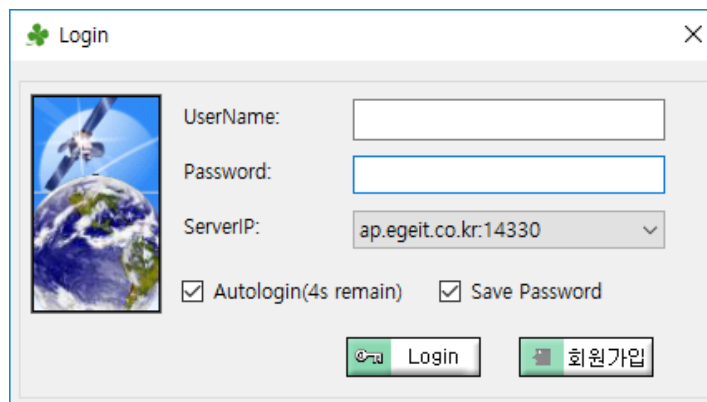 Login
UserName:
Password:
ServerIP: ap.egeit.co.kr:14330
Autologin(4s remain) Save Password
Login 회원가입